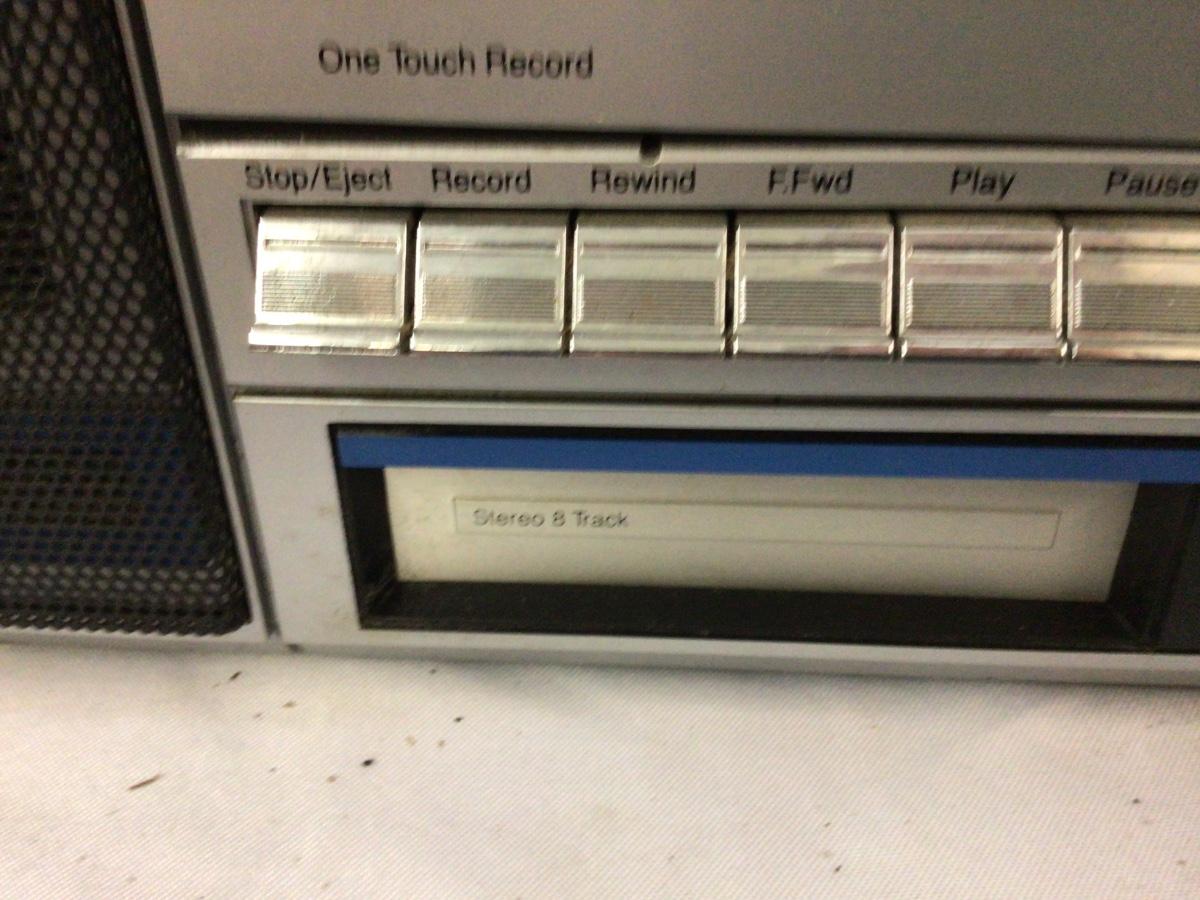 One Touch Record
Stop/Eject Record Rewind F.Fwd Play Pause
Stereo 8 Track